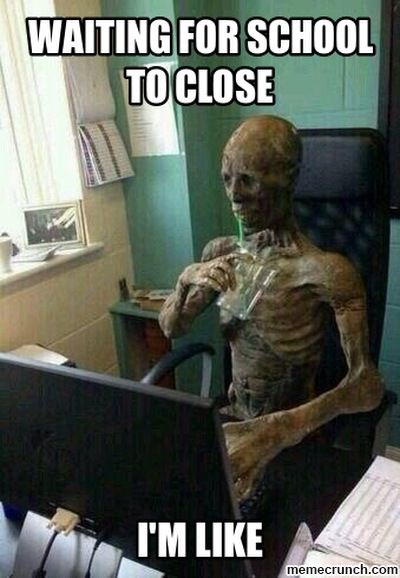 WAITING FOR SCHOOL
TO CLOSE
I'M LIKE
memecrunch.com